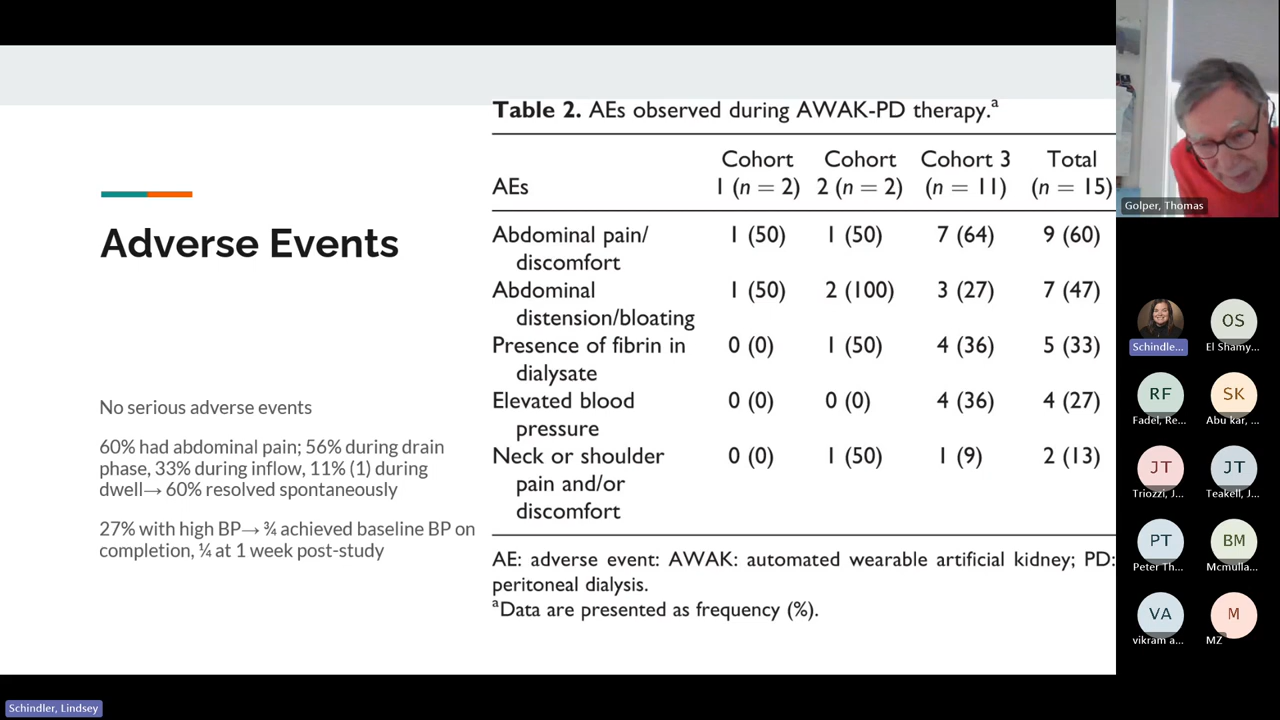 Adverse Events
No serious adverse events
60% had abdominal pain; 56% during drain
phase, 33% during inflow, 11% (1) during
dwell→ 60% resolved spontaneously
27% with high BP→ ¾ achieved baseline BP on
completion, ¼ at 1 week post-study
Table 2. AEs observed during AWAK-PD therapy.ᵃ
Cohort Cohort Cohort 3 Total
AEs 1 (n = 2) 2 (n = 2) (n = 11) (n = 15)
Abdominal pain/ 1 (50) 1 (50) 7 (64) 9 (60)
discomfort
Abdominal 1 (50) 2 (100) 3 (27) 7 (47)
distension/bloating
Presence of fibrin in 0 (0) 1 (50) 4 (36) 5 (33)
dialysate
Elevated blood 0 (0) 0 (0) 4 (36) 4 (27)
pressure
Neck or shoulder 0 (0) 1 (50) 1 (9) 2 (13)
pain and/or
discomfort
AE: adverse event: AWAK: automated wearable artificial kidney; PD:
peritoneal dialysis.
ᵃData are presented as frequency (%).
Golper, Thomas
Schindle...
OS
El Shamy...
RF
Fadel, Re...
SK
Abu kar, ...
JT
Triozzi, J...
JT
Teakell, J...
PT
Peter Th...
BM
Mcmulla...
VA
vikram a...
M
MZ
Schindler, Lindsey